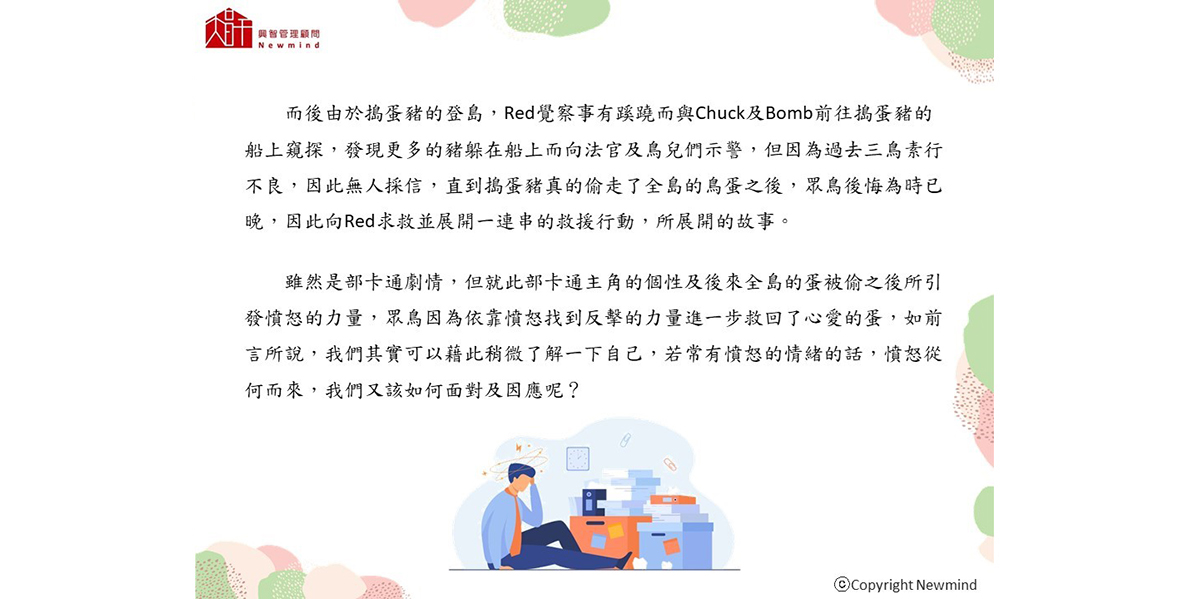 興智管理顧問
Newmind
而後由於搗蛋豬的登島，Red覺察事有蹊蹺而與Chuck及Bomb前往搗蛋豬的
船上窺探，發現更多的豬躲在船上而向法官及鳥兒們示警，但因為過去三鳥素行
不良，因此無人採信，直到搗蛋豬真的偷走了全島的鳥蛋之後，眾鳥後悔為時已
晚，因此向Red求救並展開一連串的救援行動，所展開的故事。
雖然是部卡通劇情，但就此部卡通主角的個性及後來全島的蛋被偷之後所引
發憤怒的力量，眾鳥因為依靠憤怒找到反擊的力量進一步救回了心愛的蛋，如前
言所說，我們其實可以藉此稍微了解一下自己，若常有憤怒的情緒的話，憤怒從
何而來，我們又該如何面對及因應呢？
ⓒCopyright Newmind